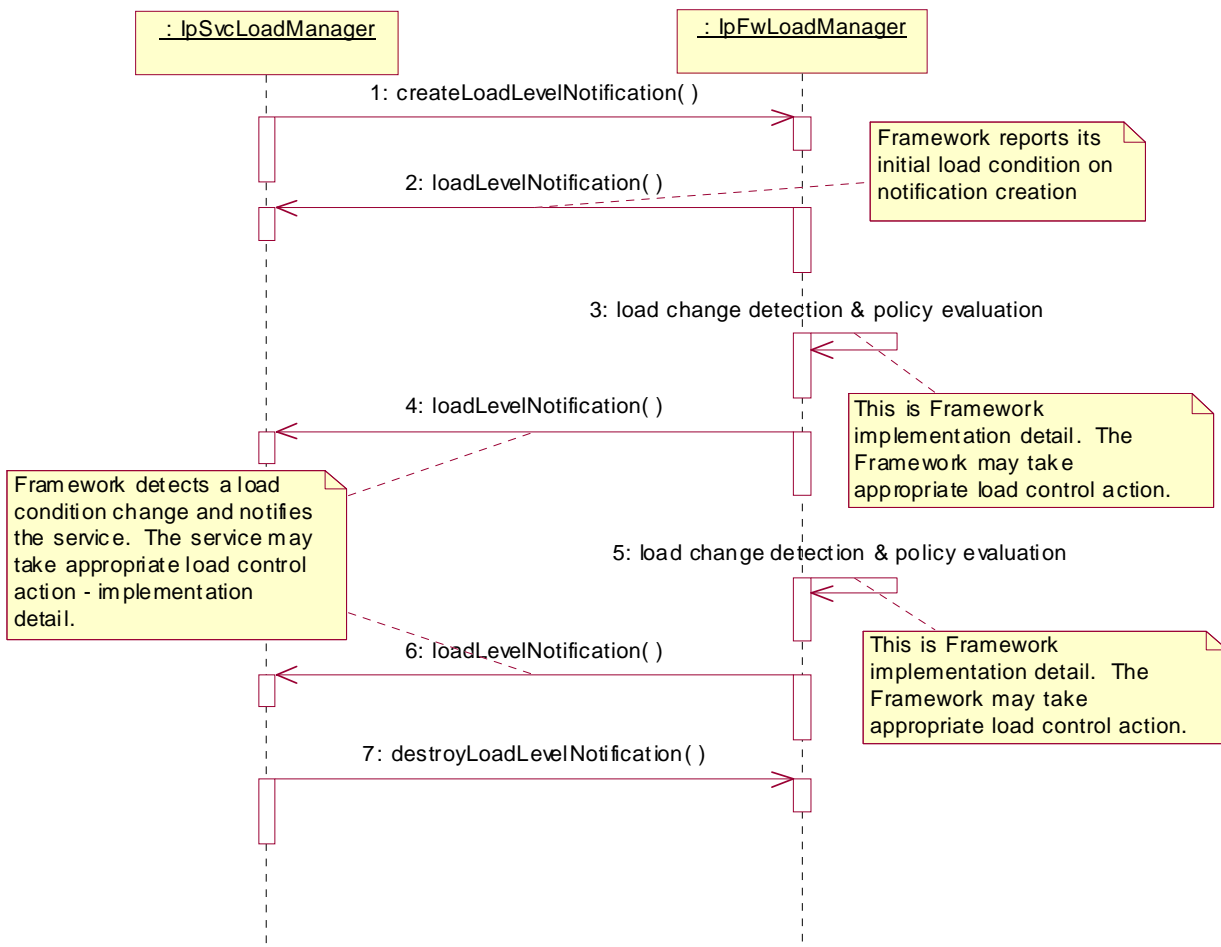 : IpSvcLoadManager
: IpFwLoadManager
1: createLoadLevelNotification( )
Framework reports its
initial load condition on
notification creation
2: loadLevelNotification( )
3: load change detection & policy evaluation
This is Framework
implementation detail. The
Framework may take
appropriate load control action.
4: loadLevelNotification( )
Framework detects a load
condition change and notifies
the service. The service may
take appropriate load control
action - implementation
detail.
5: load change detection & policy evaluation
This is Framework
implementation detail. The
Framework may take
appropriate load control action.
6: loadLevelNotification( )
7: destroyLoadLevelNotification( )